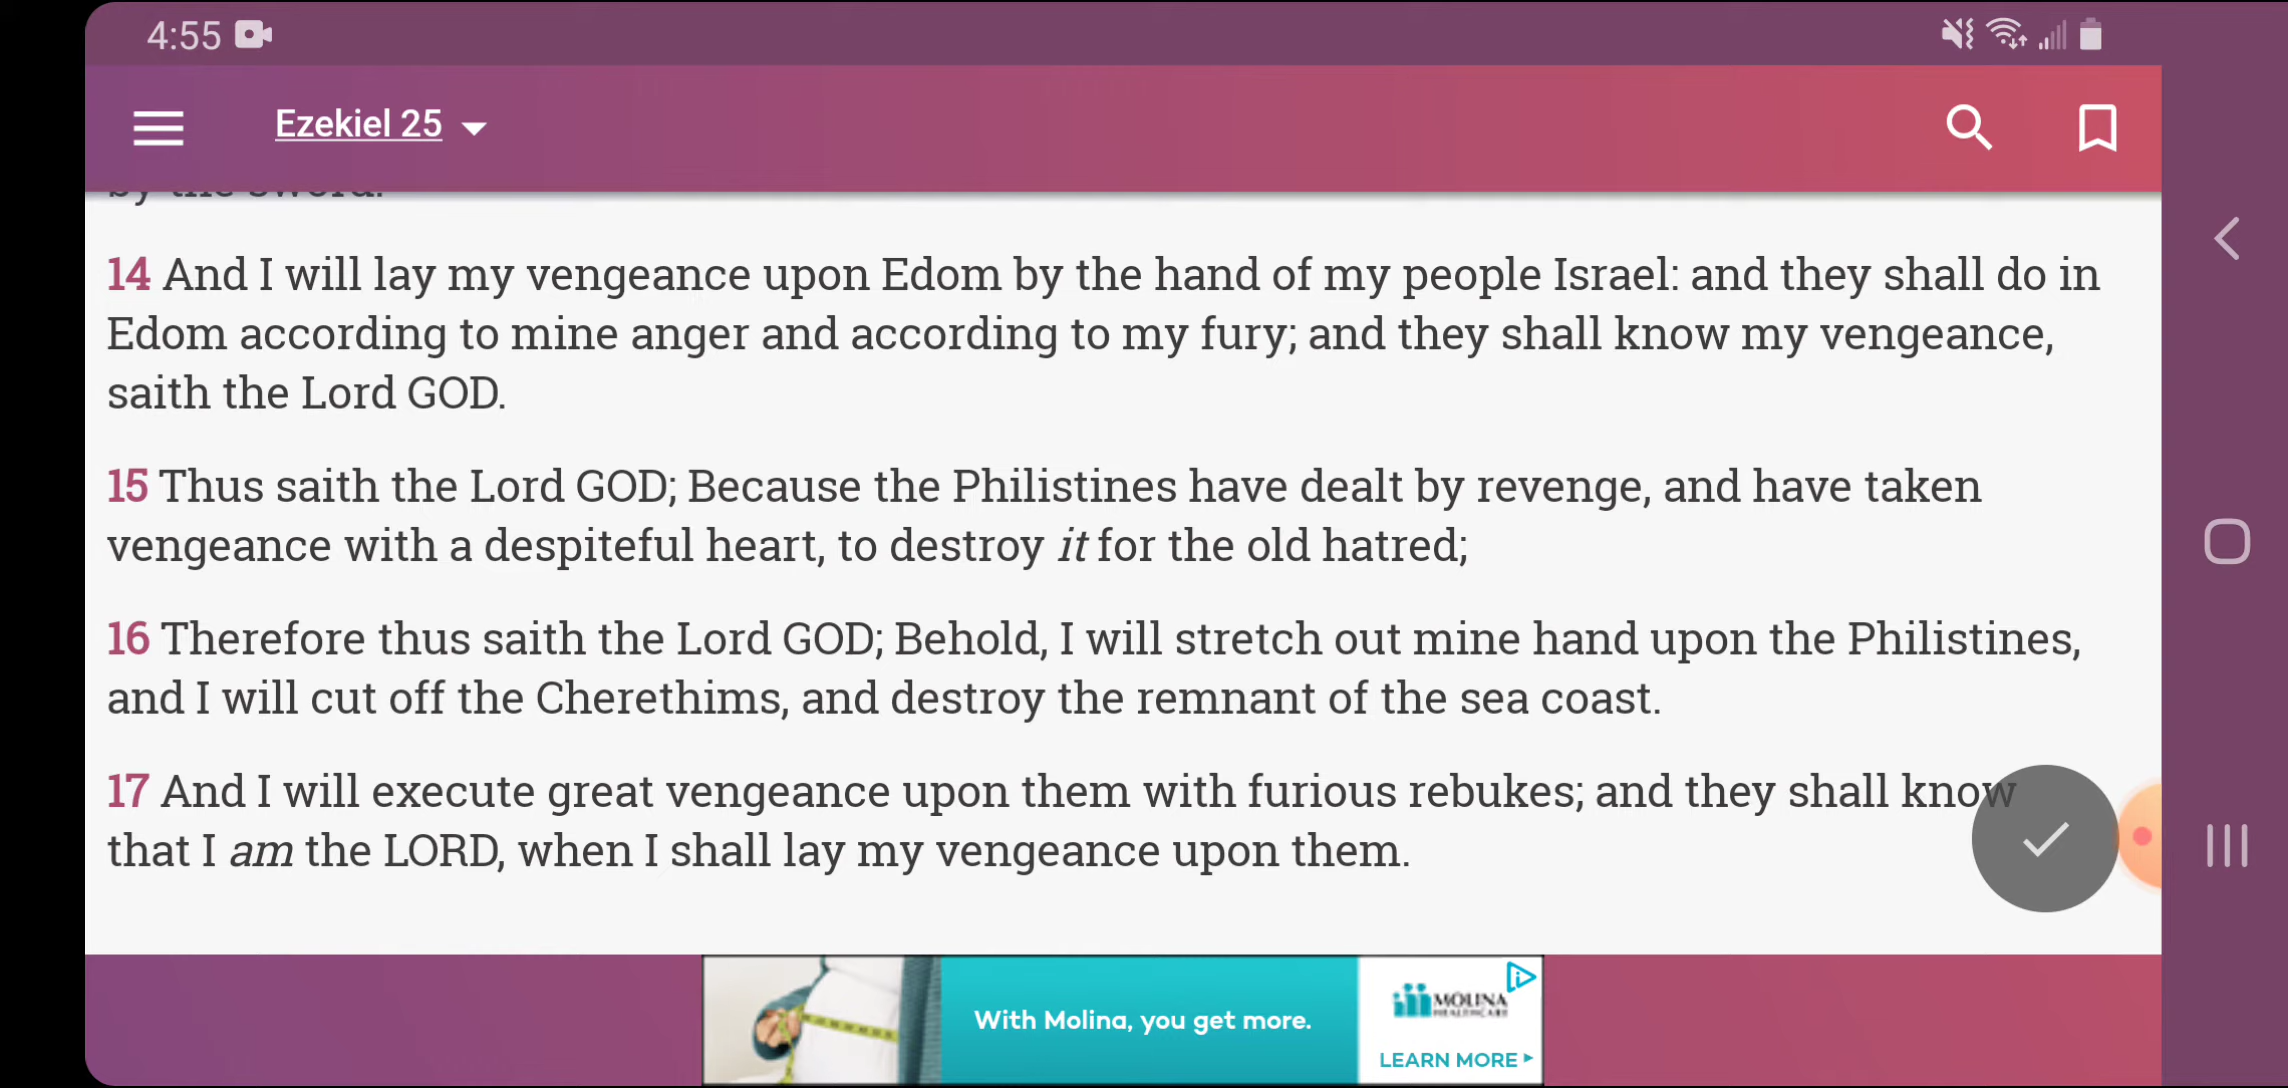 4:55
Ezekiel 25
by the sword.
14 And I will lay my vengeance upon Edom by the hand of my people Israel: and they shall do in
Edom according to mine anger and according to my fury; and they shall know my vengeance,
saith the Lord GOD.
15 Thus saith the Lord GOD; Because the Philistines have dealt by revenge, and have taken
vengeance with a despiteful heart, to destroy it for the old hatred;
16 Therefore thus saith the Lord GOD; Behold, I will stretch out mine hand upon the Philistines,
and I will cut off the Cherethims, and destroy the remnant of the sea coast.
17 And I will execute great vengeance upon them with furious rebukes; and they shall know
that I am the LORD, when I shall lay my vengeance upon them.
With Molina, you get more.
MOLINA
HEALTHCARE
LEARN MORE